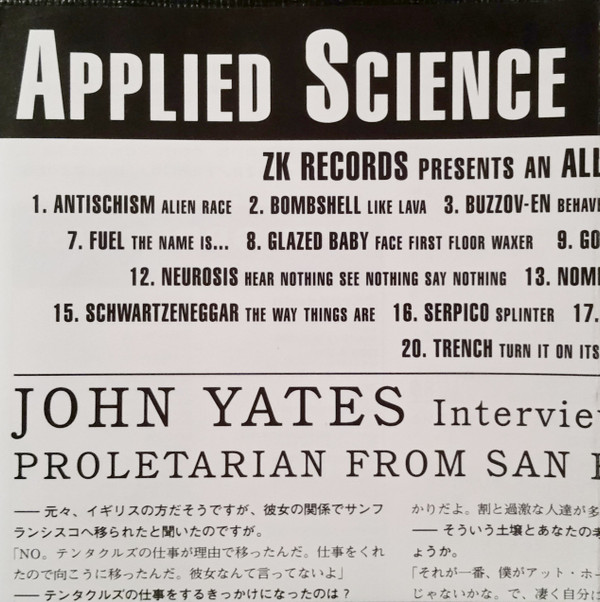 APPLIED SCIENCE
ZK RECORDS PRESENTS AN ALL
1. ANTISCHISM ALIEN RACE 2. BOMBSHELL LIKE LAVA 3. BUZZOV-EN BEHAV
7. FUEL THE NAME IS... 8. GLAZED BABY FACE FIRST FLOOR WAXER 9. GO
12. NEUROSIS HEAR NOTHING SEE NOTHING SAY NOTHING 13. NOM
15. SCHWARTZENEGGAR THE WAY THINGS ARE 16. SERPICO SPLINTER 17.
20. TRENCH TURN IT ON ITS
JOHN YATES Intervie
PROLETARIAN FROM SAN
—— 元々、イギリスの方だそうですが、彼女の関係でサンフ
ランシスコへ移られたと聞いたのですが。
「NO。テンタクルズの仕事が理由で移ったんだ。仕事をくれ
たので向こうに移ったんだ。彼女なんて言ってないよ」
—— テンタクルズの仕事をするきっかけになったのは？
かりだよ。割と過激な人達が多
—— そういう土壌とあなたの考
ょうか。
「それが一番、僕がアット・ホー
じゃないかな。で、凄く自分は